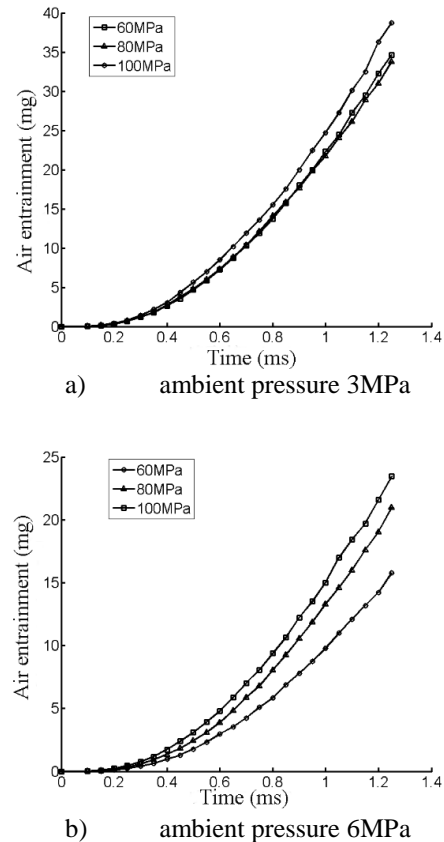 40
35
30
25
20
15
10
5
0
Air entrainment (mg)
60MPa
80MPa
100MPa
0 0.2 0.4 0.6 0.8 1 1.2 1.4
Time (ms)
a) ambient pressure 3MPa
25
20
15
10
5
0
Air entrainment (mg)
60MPa
80MPa
100MPa
0 0.2 0.4 0.6 0.8 1 1.2 1.4
Time (ms)
b) ambient pressure 6MPa